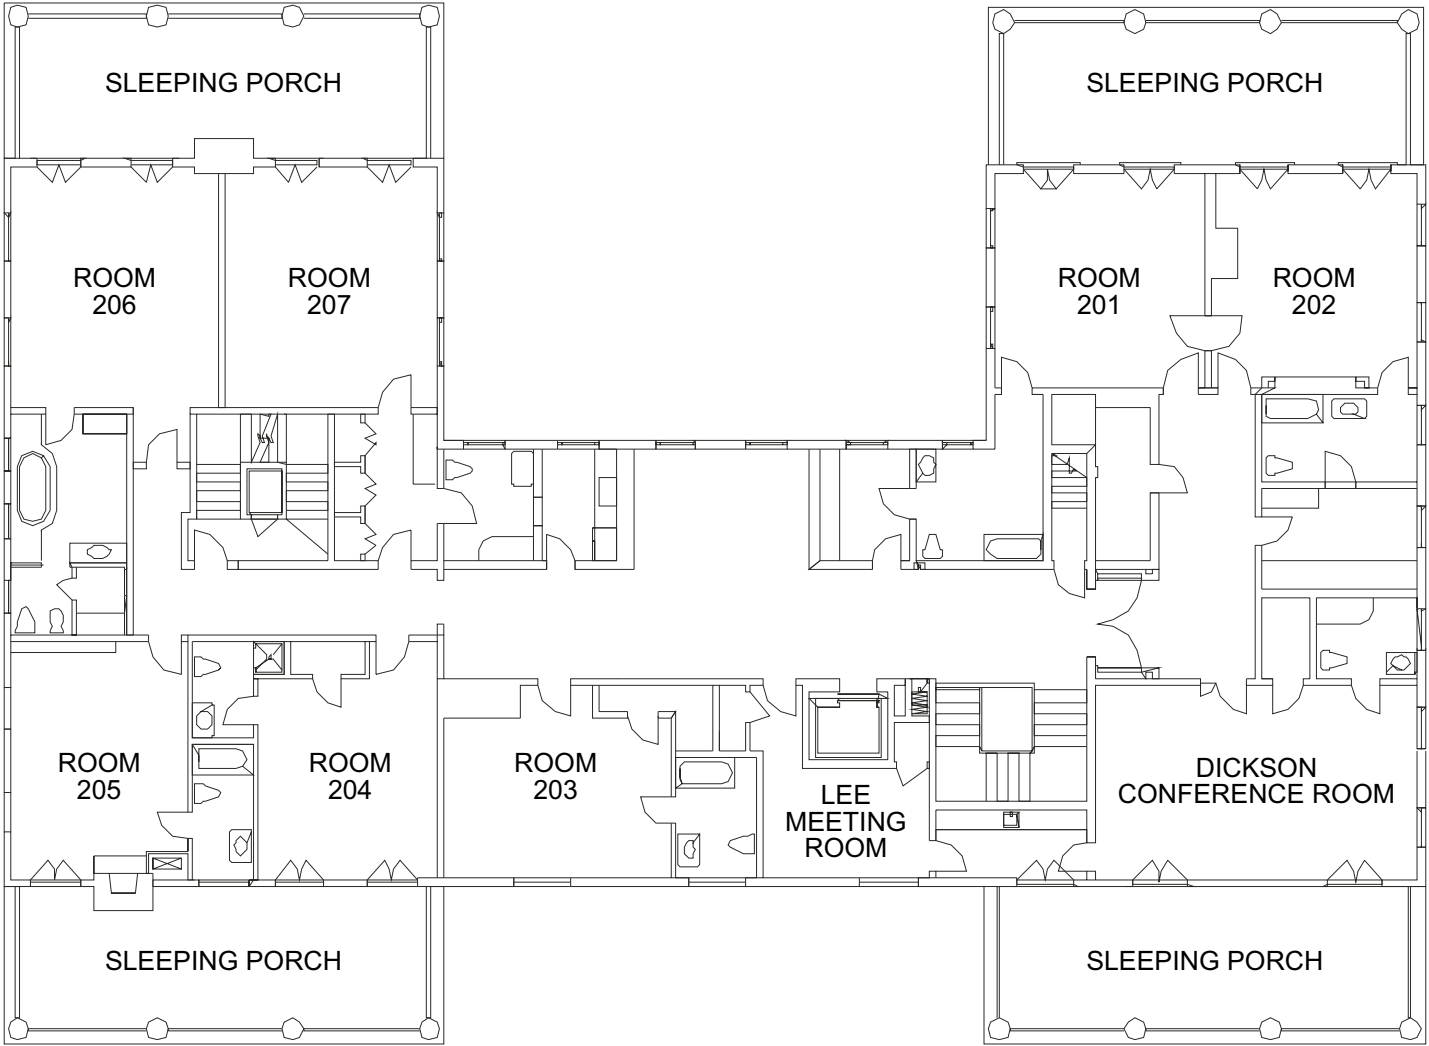 SLEEPING PORCH
SLEEPING PORCH
ROOM
206
ROOM
207
ROOM
201
ROOM
202
ROOM
205
ROOM
204
ROOM
203
LEE
MEETING
ROOM
DICKSON
CONFERENCE ROOM
SLEEPING PORCH
SLEEPING PORCH